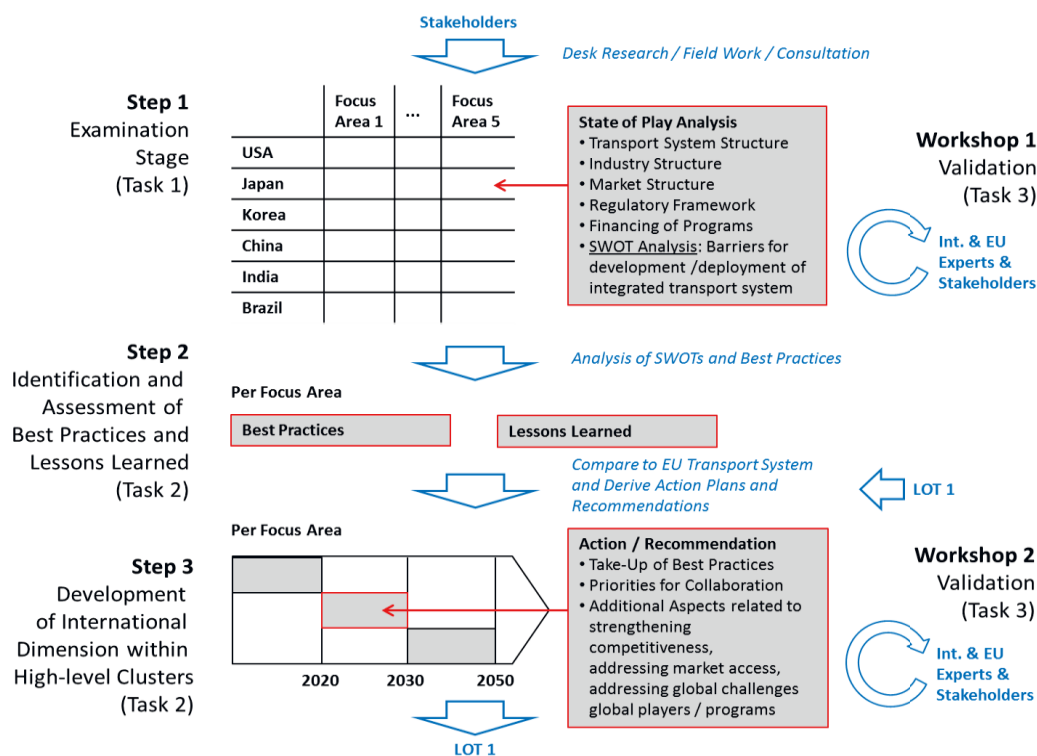 Stakeholders
Desk Research / Field Work / Consultation
Step 1
Examination
Stage
(Task 1)
Focus
Area 1
...
Focus
Area 5
USA
Japan
Korea
China
India
Brazil
State of Play Analysis
• Transport System Structure
• Industry Structure
• Market Structure
• Regulatory Framework
• Financing of Programs
• SWOT Analysis: Barriers for
development /deployment of
integrated transport system
Workshop 1
Validation
(Task 3)
Int. & EU
Experts &
Stakeholders
Step 2
Identification and
Assessment of
Best Practices and
Lessons Learned
(Task 2)
Analysis of SWOTs and Best Practices
Per Focus Area
Best Practices
Lessons Learned
Compare to EU Transport System
and Derive Action Plans and
Recommendations
LOT 1
Step 3
Development
of International
Dimension within
High-level Clusters
(Task 2)
Per Focus Area
2020
2030
2050
Action / Recommendation
• Take-Up of Best Practices
• Priorities for Collaboration
• Additional Aspects related to
strengthening
competitiveness,
addressing market access,
addressing global challenges
global players / programs
Workshop 2
Validation
(Task 3)
Int. & EU
Experts &
Stakeholders
LOT 1